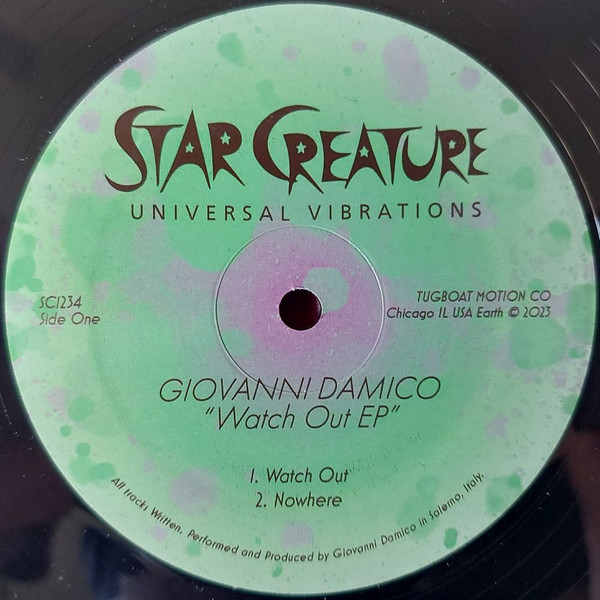 STAR CREATURE
UNIVERSAL VIBRATIONS
SC1234
Side One
TUGBOAT MOTION CO
Chicago IL USA Earth © 2023
GIOVANNI DAMICO
"Watch Out EP"
1. Watch Out
2. Nowhere
All tracks Written, Performed and Produced by Giovanni Damico in Salerno, Italy.